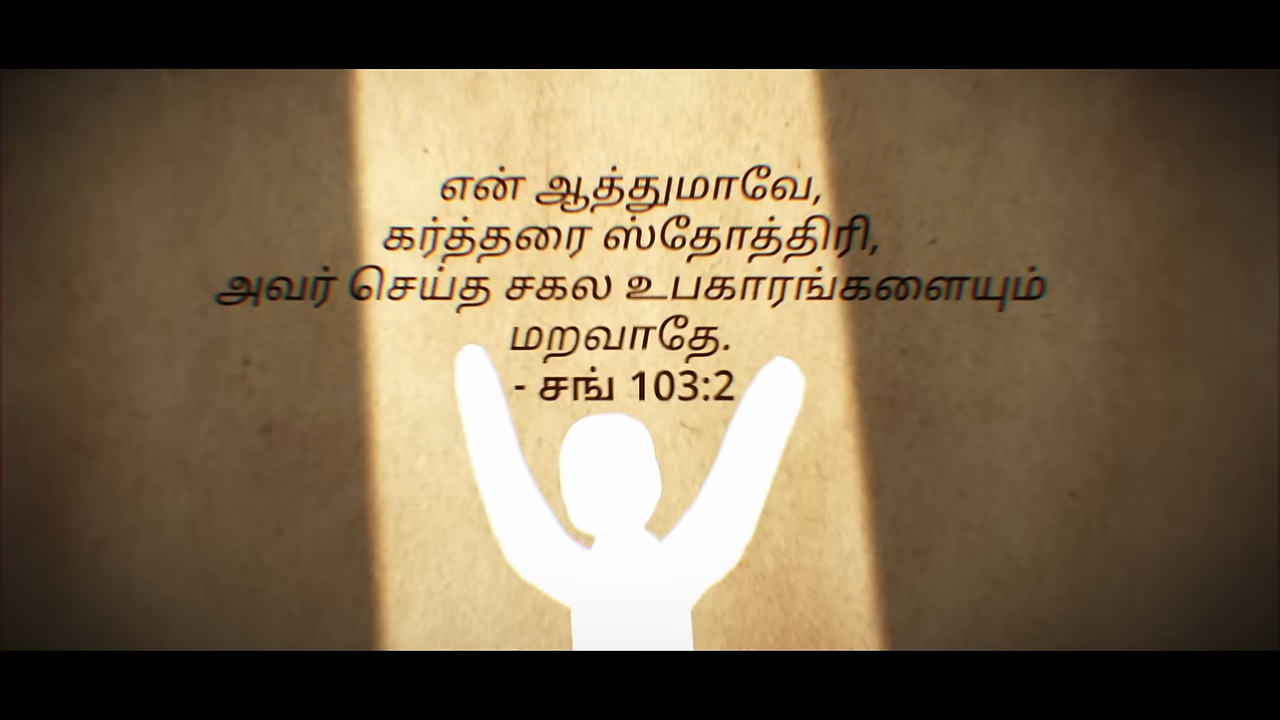 என் ஆத்துமாவே,
கர்த்தரை ஸ்தோத்திரி,
அவர் செய்த சகல உபகாரங்களையும்
மறவாதே.
- சங் 103:2